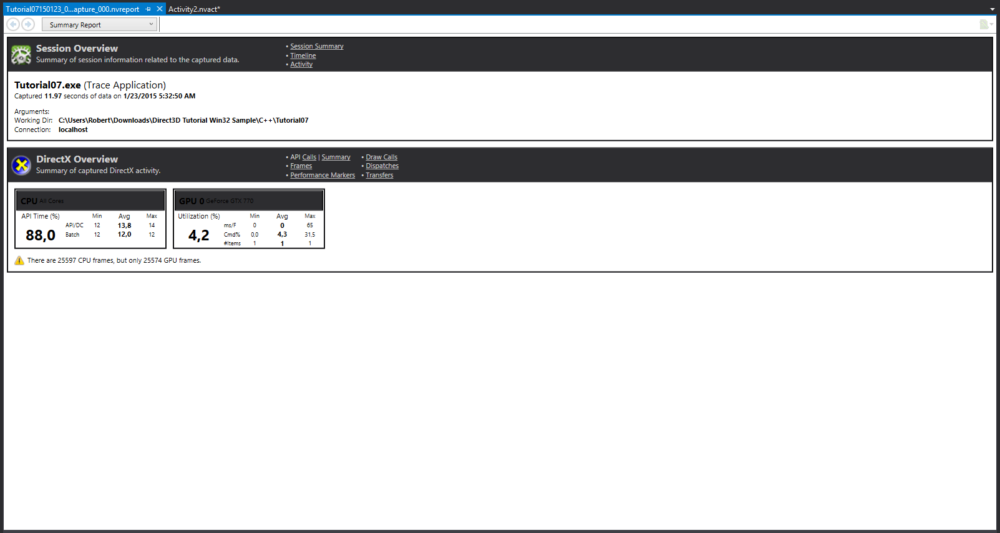 Tutorial07150123_0...apture_000.nvreport Activity2.nvact*
Summary Report
Session Overview
Summary of session information related to the captured data.
• Session Summary
• Timeline
• Activity
Tutorial07.exe (Trace Application)
Captured 11.97 seconds of data on 1/23/2015 5:32:50 AM
Arguments:
Working Dir: C:\Users\Robert\Downloads\Direct3D Tutorial Win32 Sample\C++\Tutorial07
Connection: localhost
DirectX Overview
Summary of captured DirectX activity.
• API Calls | Summary • Draw Calls
• Frames • Dispatches
• Performance Markers • Transfers
CPU All Cores
API Time (%) Min Avg Max
API/DC 12 13,8 14
88,0
Batch 12 12,0 12
GPU 0 GeForce GTX 770
Utilization (%) Min Avg Max
ms/F 0 0 65
4,2
Cmd% 0,0 4,3 31,5
#Items 1 1 1
There are 25597 CPU frames, but only 25574 GPU frames.